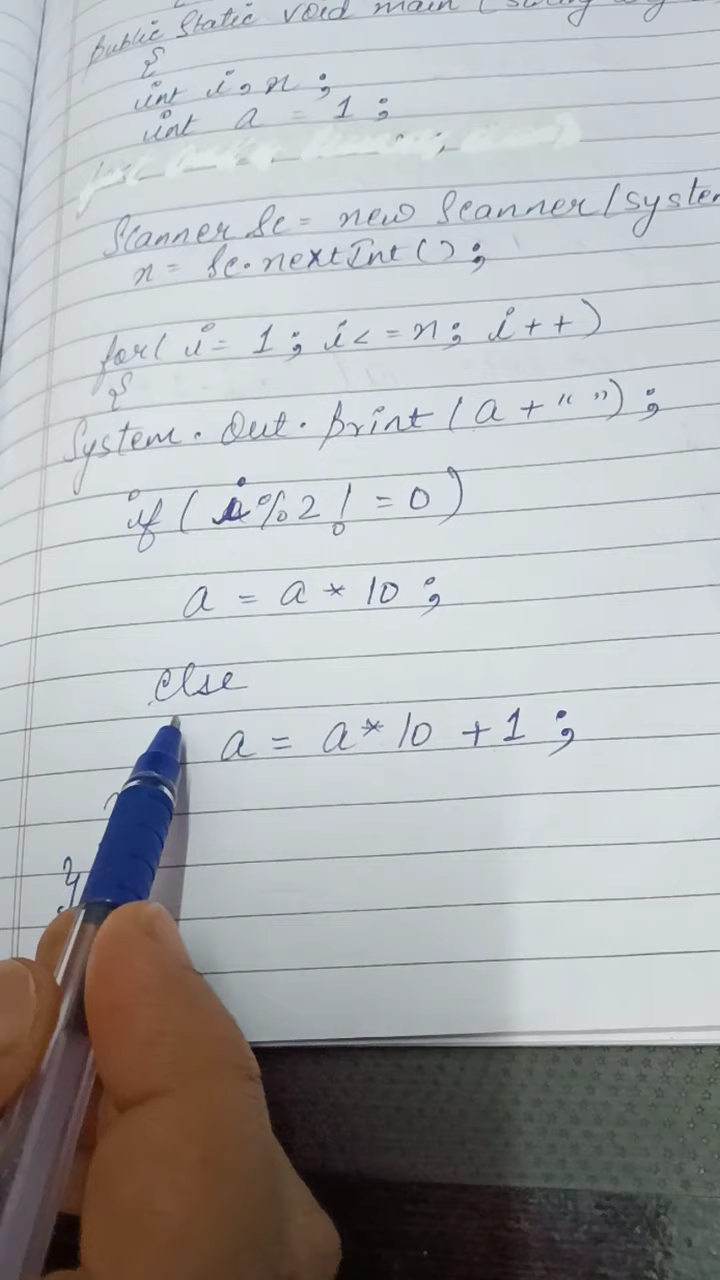 public static void main (string
{
int i, n ;
int a = 1 ;
Scanner Sc = new Scanner (System
n = Sc.nextInt () ;
for( i = 1 ; i < = n ; i + + )
{
System . Out . print ( a + " " ) ;
if ( i % 2 ! = 0 )
a = a * 10 ;
else
a = a * 10 + 1 ;
}